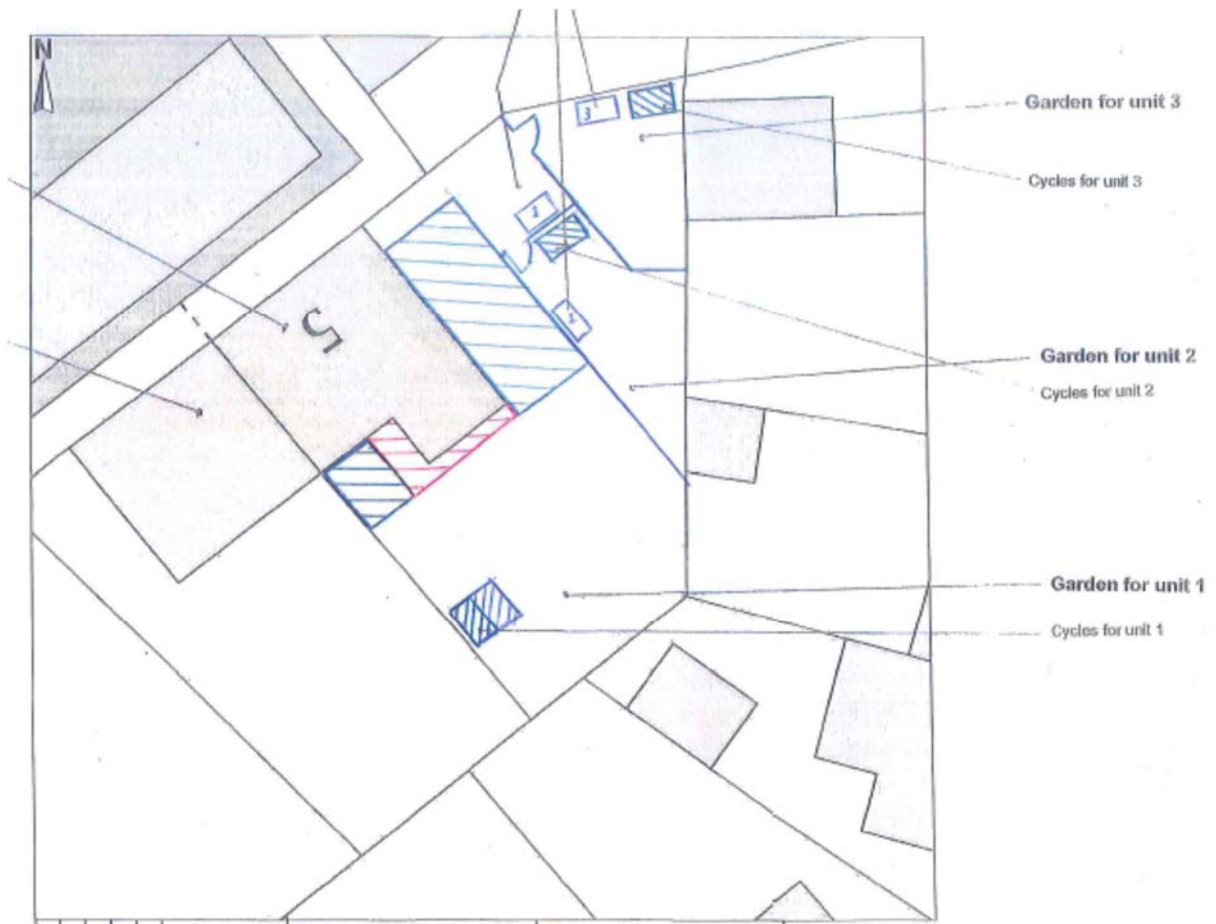 N
3
Garden for unit 3
Cycles for unit 3
2
1
5
Garden for unit 2
Cycles for unit 2
Garden for unit 1
Cycles for unit 1